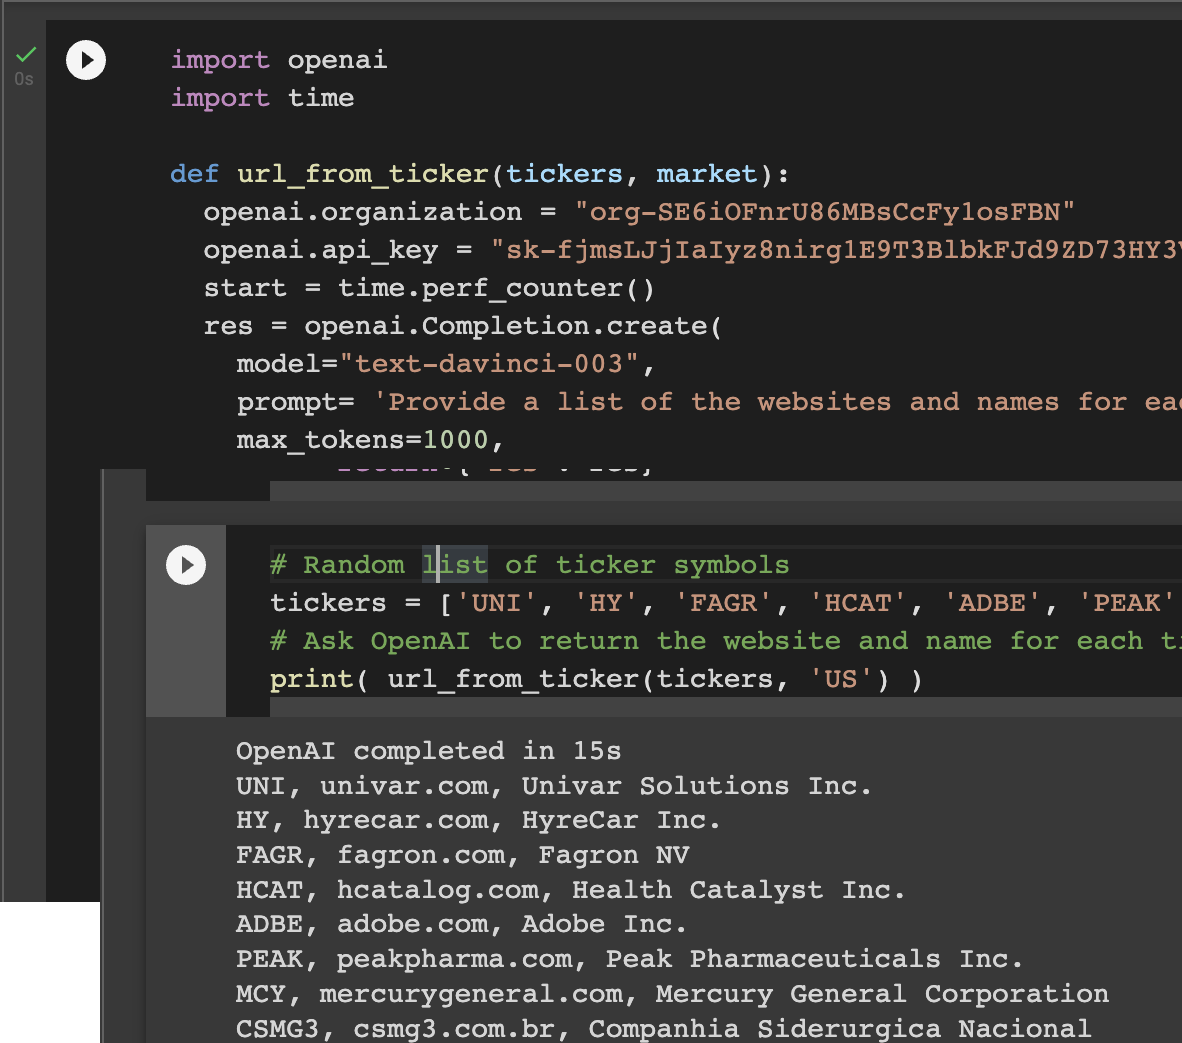 import openai
0s
import time
def url_from_ticker(tickers, market):
openai.organization = "org-SE6iOFnrU86MBsCcFy1osFBN"
openai.api_key = "sk-fjmsLJjIaIyz8nirg1E9T3BlbkFJd9ZD73HY3
start = time.perf_counter()
res = openai.Completion.create(
model="text-davinci-003",
prompt= 'Provide a list of the websites and names for
max_tokens=1000,
# Random list of ticker symbols
tickers = ['UNI', 'HY', 'FAGR', 'HCAT', 'ADBE', 'PEAK'
# Ask OpenAI to return the website and name for each
print( url_from_ticker(tickers, 'US') )
OpenAI completed in 15s
UNI, univar.com, Univar Solutions Inc.
HY, hyrecar.com, HyreCar Inc.
FAGR, fagron.com, Fagron NV
HCAT, hcatalog.com, Health Catalyst Inc.
ADBE, adobe.com, Adobe Inc.
PEAK, peakpharma.com, Peak Pharmaceuticals Inc.
MCY, mercurygeneral.com, Mercury General Corporation
CSMG3, csmg3.com.br, Companhia Siderurgica Nacional